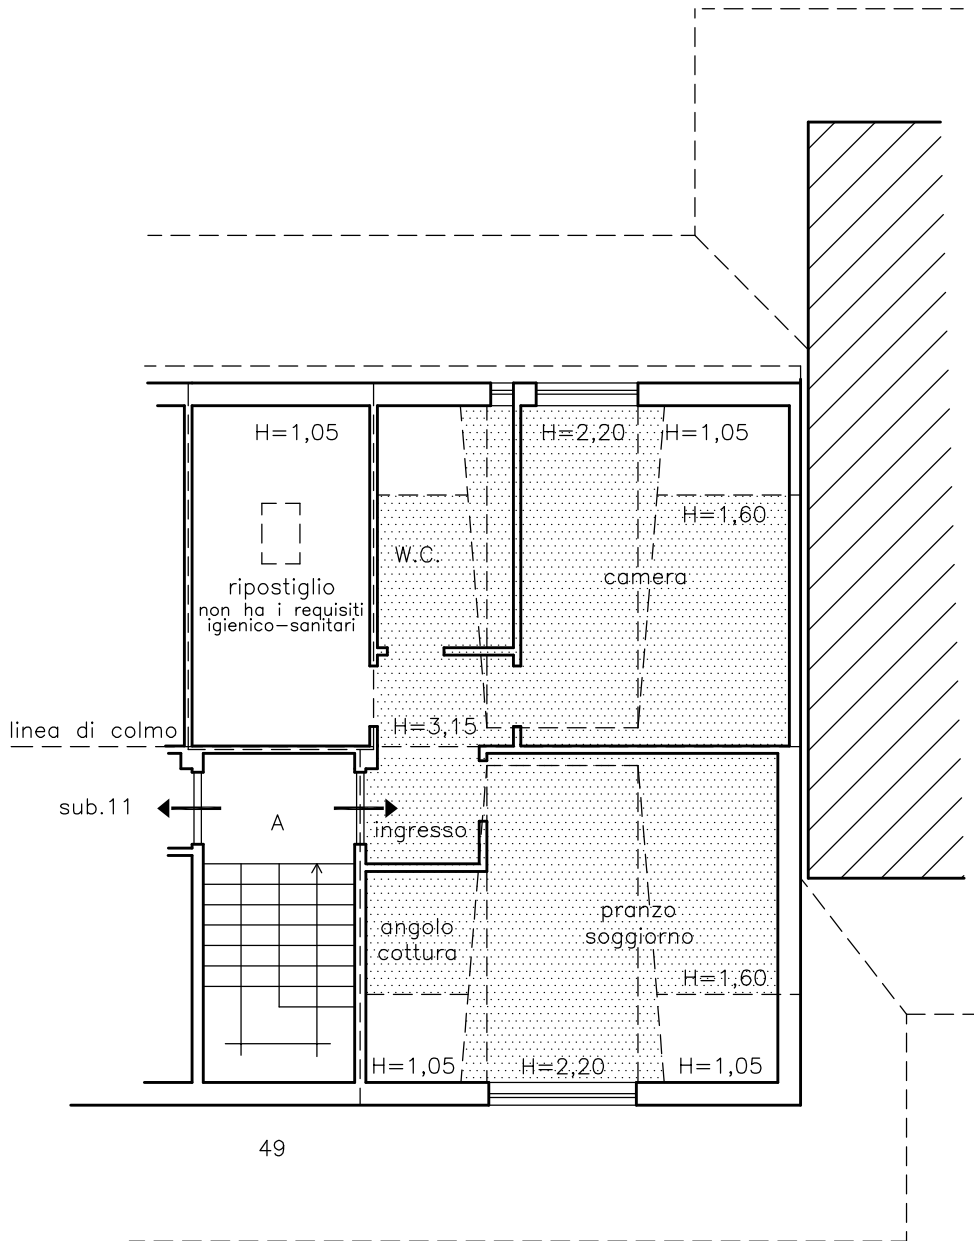 H=1,05
H=2,20
H=1,05
H=1,60
W.C.
camera
ripostiglio
non ha i requisiti
igienico-sanitari
linea di colmo
H=3,15
sub.11
A
ingresso
angolo
cottura
pranzo
soggiorno
H=1,60
H=1,05
H=2,20
H=1,05
49